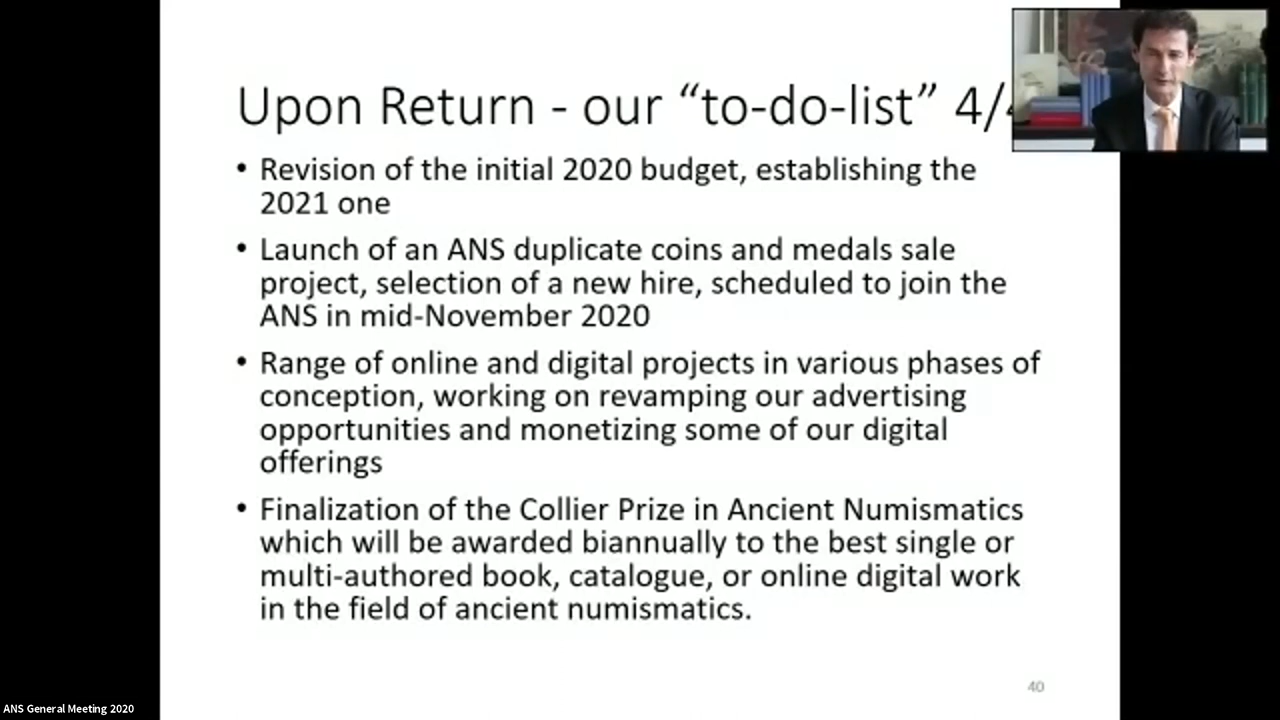 Upon Return - our “to-do-list” 4/4
• Revision of the initial 2020 budget, establishing the
2021 one
• Launch of an ANS duplicate coins and medals sale
project, selection of a new hire, scheduled to join the
ANS in mid-November 2020
• Range of online and digital projects in various phases of
conception, working on revamping our advertising
opportunities and monetizing some of our digital
offerings
• Finalization of the Collier Prize in Ancient Numismatics
which will be awarded biannually to the best single or
multi-authored book, catalogue, or online digital work
in the field of ancient numismatics.
40
ANS General Meeting 2020